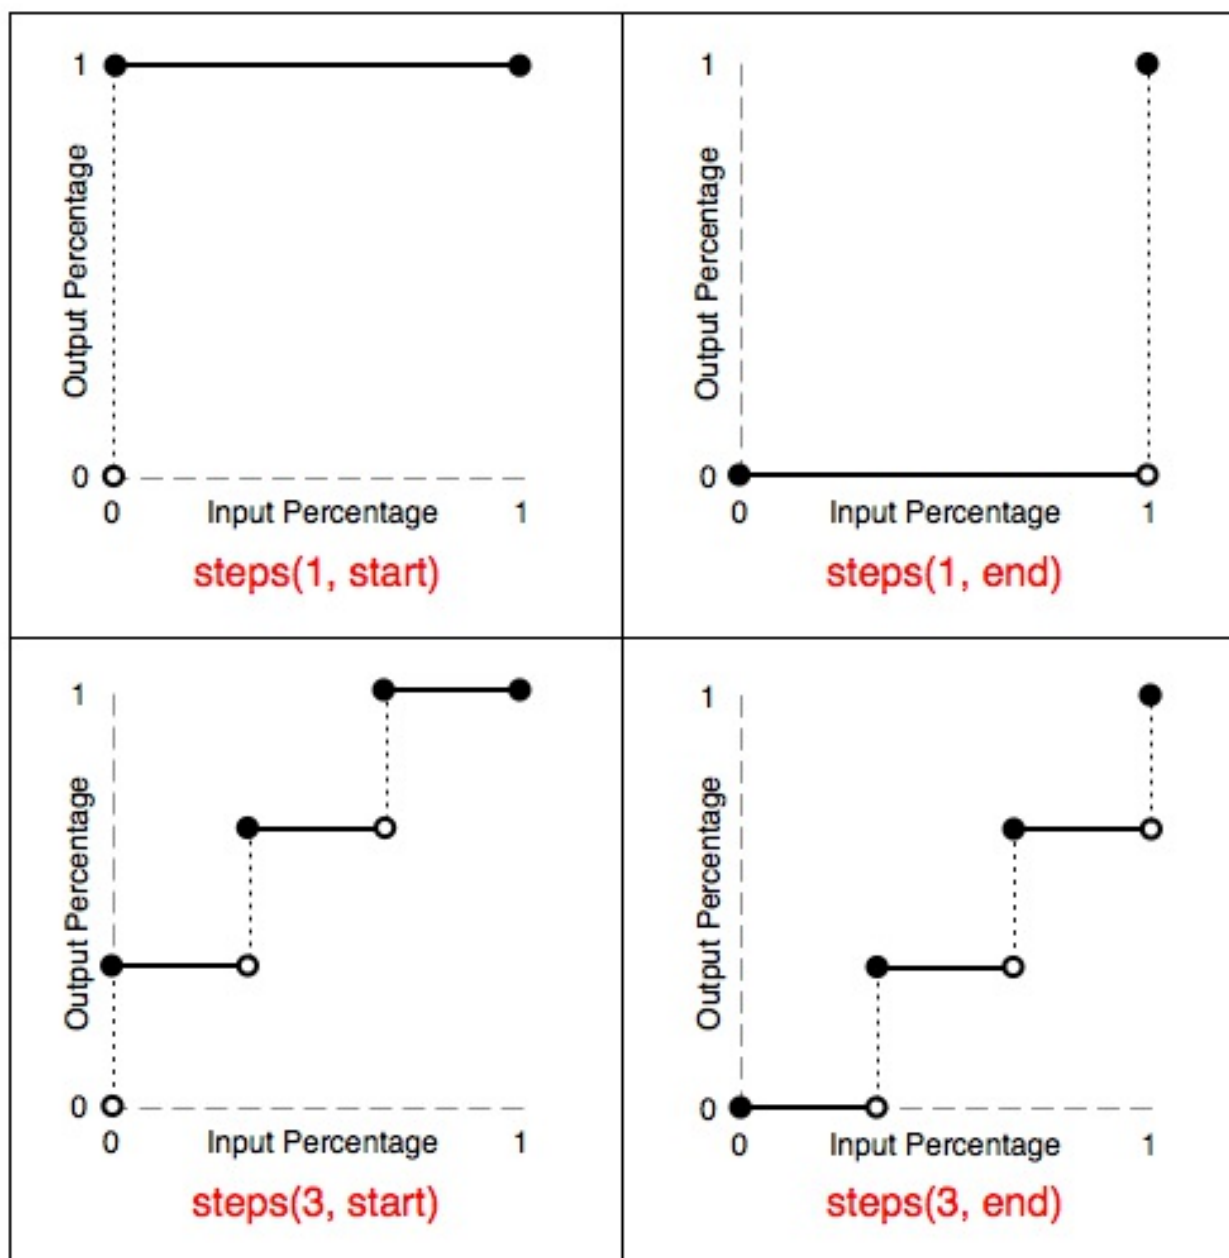 1
Output Percentage
0
0 Input Percentage 1
steps(1, start)
1
Output Percentage
0
0 Input Percentage 1
steps(1, end)
1
Output Percentage
0
0 Input Percentage 1
steps(3, start)
1
Output Percentage
0
0 Input Percentage 1
steps(3, end)